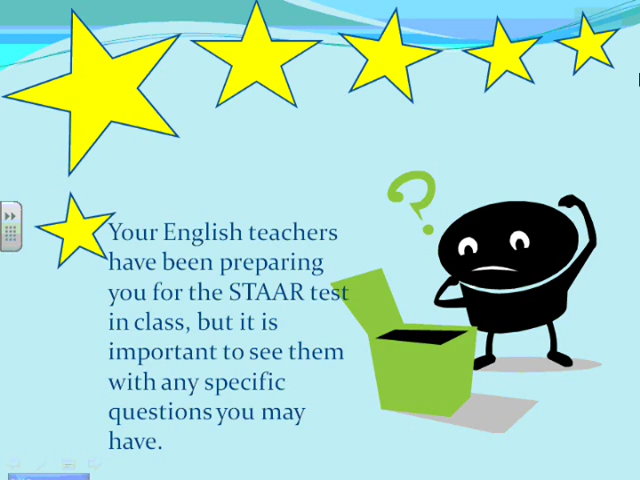 Your English teachers
have been preparing
you for the STAAR test
in class, but it is
important to see them
with any specific
questions you may
have.